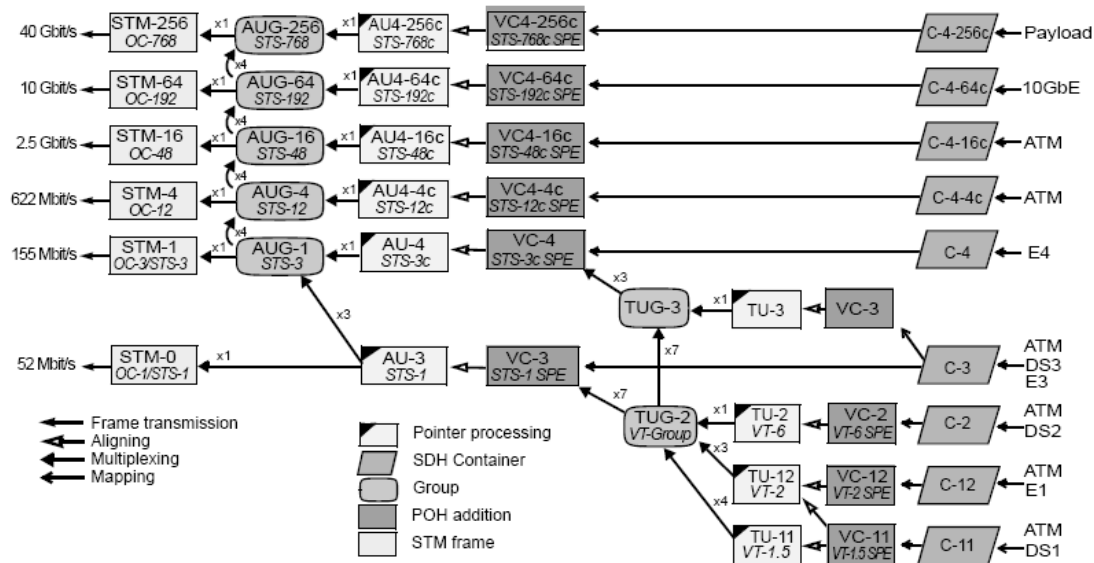 40 Gbit/s STM-256 OC-768 x1 AUG-256 STS-768 x1 AU4-256c STS-768c VC4-256c STS-768c SPE C-4-256c Payload
x4
10 Gbit/s STM-64 OC-192 x1 AUG-64 STS-192 x1 AU4-64c STS-192c VC4-64c STS-192c SPE C-4-64c 10GbE
x4
2.5 Gbit/s STM-16 OC-48 x1 AUG-16 STS-48 x1 AU4-16c STS-48c VC4-16c STS-48c SPE C-4-16c ATM
x4
622 Mbit/s STM-4 OC-12 x1 AUG-4 STS-12 x1 AU4-4c STS-12c VC4-4c STS-12c SPE C-4-4c ATM
x4
155 Mbit/s STM-1 OC-3/STS-3 x1 AUG-1 STS-3 x1 AU-4 STS-3c VC-4 STS-3c SPE C-4 E4
x3
TUG-3 x1 TU-3 VC-3
x3
x7
52 Mbit/s STM-0 OC-1/STS-1 x1 AU-3 STS-1 VC-3 STS-1 SPE C-3 ATM DS3 E3
x7
TUG-2 VT-Group x1 TU-2 VT-6 VC-2 VT-6 SPE C-2 ATM DS2
x3
TU-12 VT-2 VC-12 VT-2 SPE C-12 ATM E1
x4
TU-11 VT-1.5 VC-11 VT-1.5 SPE C-11 ATM DS1
Frame transmission
Aligning
Multiplexing
Mapping
Pointer processing
SDH Container
Group
POH addition
STM frame